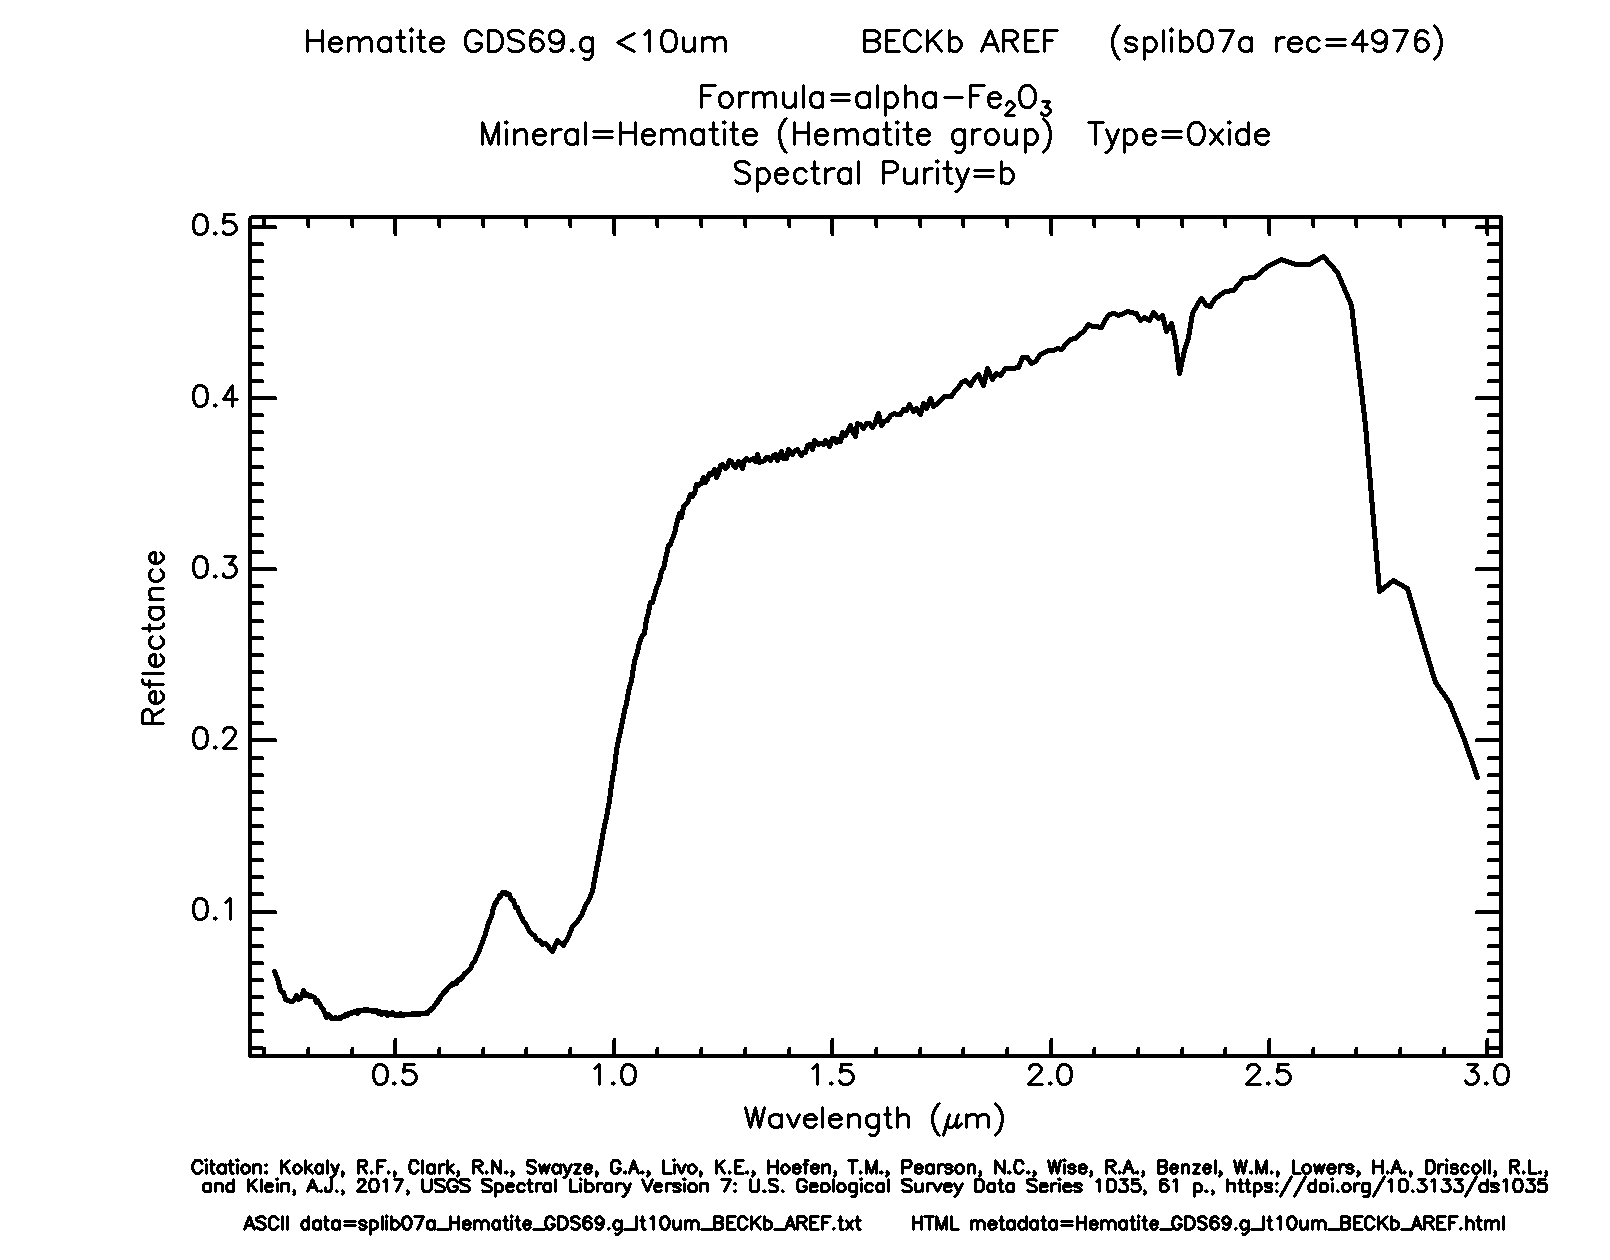 Hematite GDS69.g <10um BECKb AREF (splib07a rec=4976)
Formula=alpha-Fe₂O₃
Mineral=Hematite (Hematite group) Type=Oxide
Spectral Purity=b
0.5
0.4
0.3
0.2
0.1
Reflectance
0.5 1.0 1.5 2.0 2.5 3.0
Wavelength (μm)
Citation: Kokaly, R.F., Clark, R.N., Swayze, G.A., Livo, K.E., Hoefen, T.M., Pearson, N.C., Wise, R.A., Benzel, W.M., Lowers, H.A., Driscoll, R.L.,
and Klein, A.J., 2017, USGS Spectral Library Version 7: U.S. Geological Survey Data Series 1035, 61 p., https://doi.org/10.3133/ds1035
ASCII data=splib07a_Hematite_GDS69.g_lt10um_BECKb_AREF.txt HTML metadata=Hematite_GDS69.g_lt10um_BECKb_AREF.html